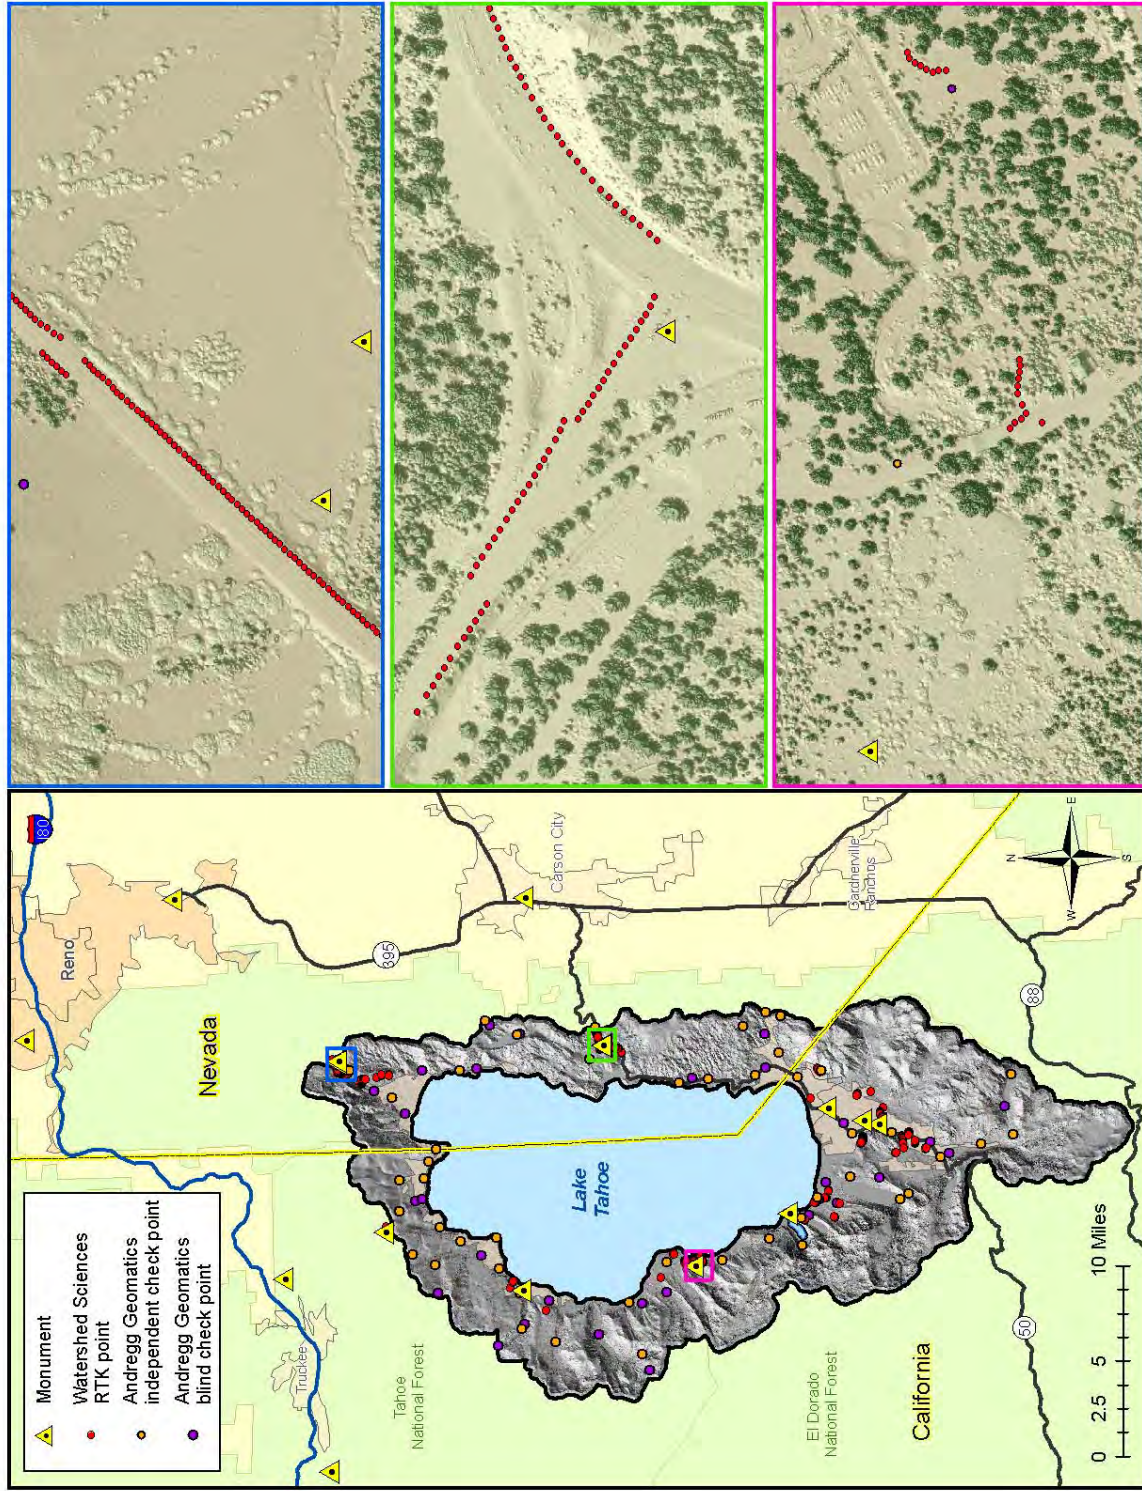 Monument
Watershed Sciences
RTK point
Andregg Geomatics
independent check point
Andregg Geomatics
blind check point
80
Reno
Nevada
Truckee
395
Carson City
Tahoe
National Forest
Lake
Tahoe
Gardnerville
Ranchos
El Dorado
National Forest
California
88
50
N
W
E
S
0
2.5
5
10 Miles